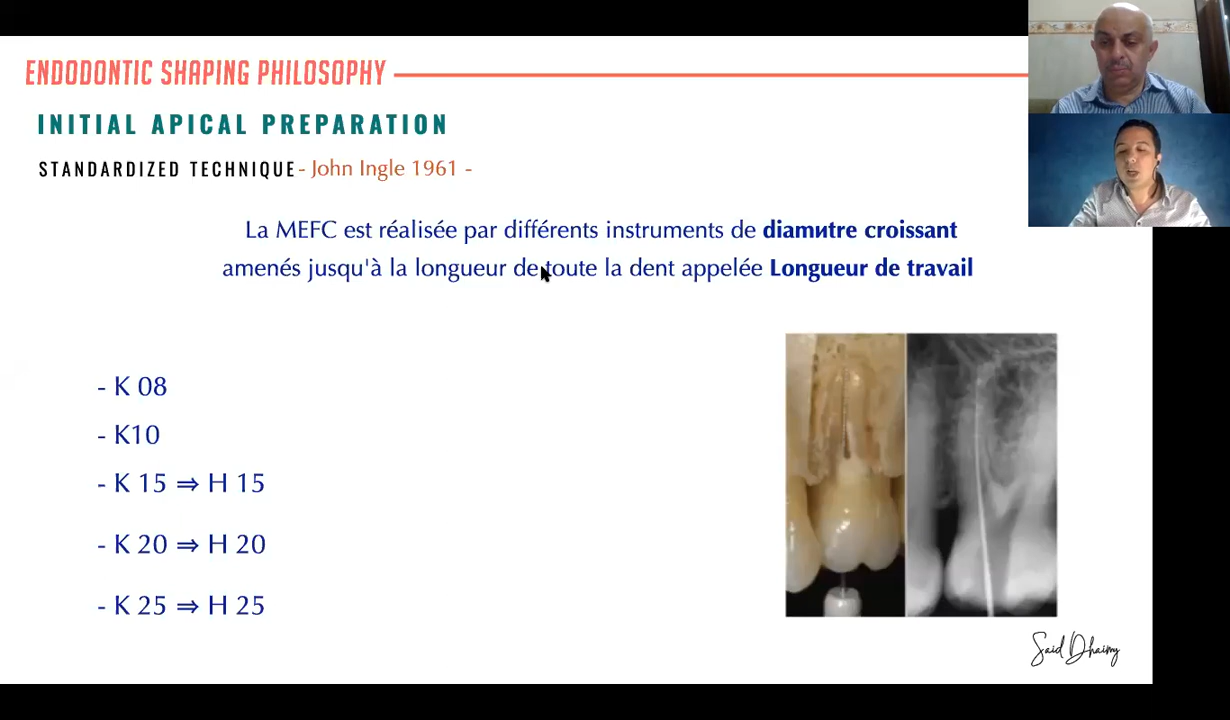 ENDODONTIC SHAPING PHILOSOPHY
INITIAL APICAL PREPARATION
STANDARDIZED TECHNIQUE - John Ingle 1961 -
La MEFC est réalisée par différents instruments de diamиtre croissant
amenés jusqu'à la longueur de toute la dent appelée Longueur de travail
- K 08
- K10
- K 15 ⇒ H 15
- K 20 ⇒ H 20
- K 25 ⇒ H 25
Said Dhaimy